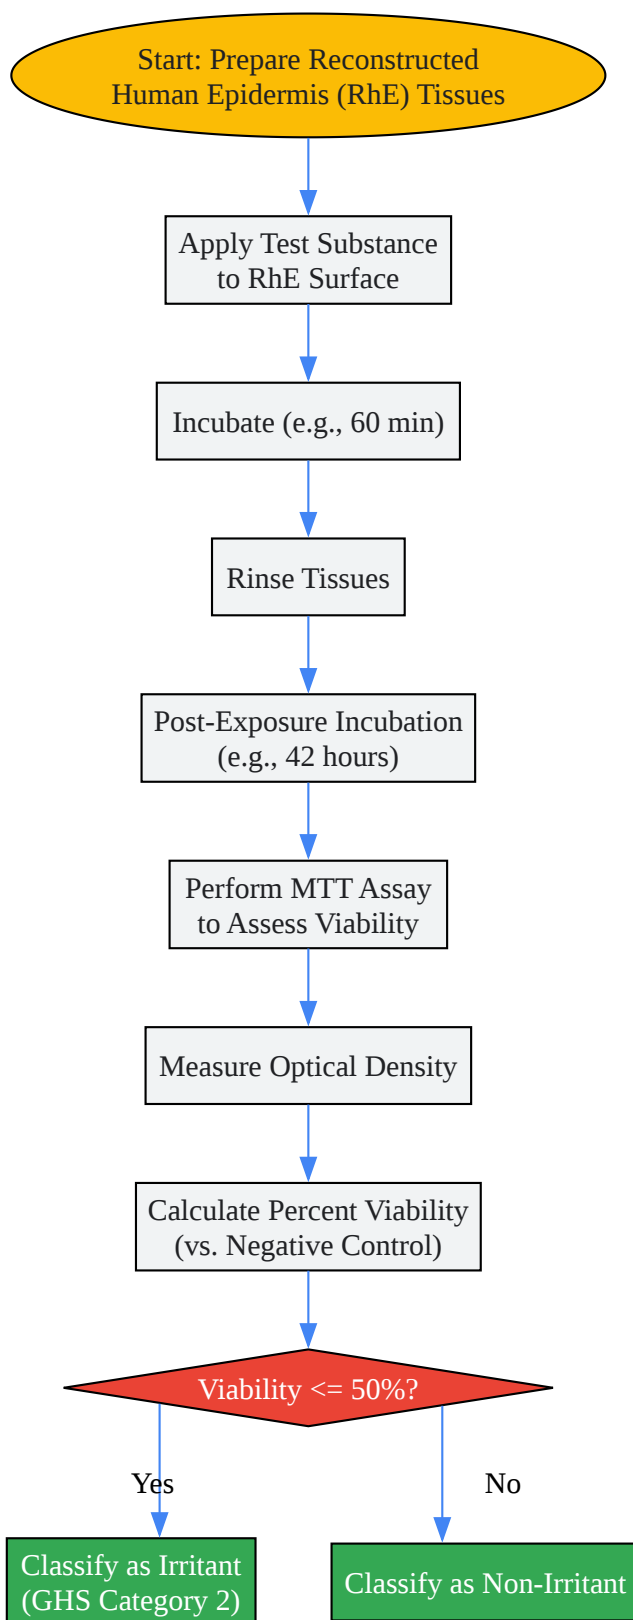 Start: Prepare Reconstructed
Human Epidermis (RhE) Tissues
Apply Test Substance
to RhE Surface
Incubate (e.g., 60 min)
Rinse Tissues
Post-Exposure Incubation
(e.g., 42 hours)
Perform MTT Assay
to Assess Viability
Measure Optical Density
Calculate Percent Viability
(vs. Negative Control)
Viability <= 50%?
Yes
No
Classify as Irritant
(GHS Category 2)
Classify as Non-Irritant